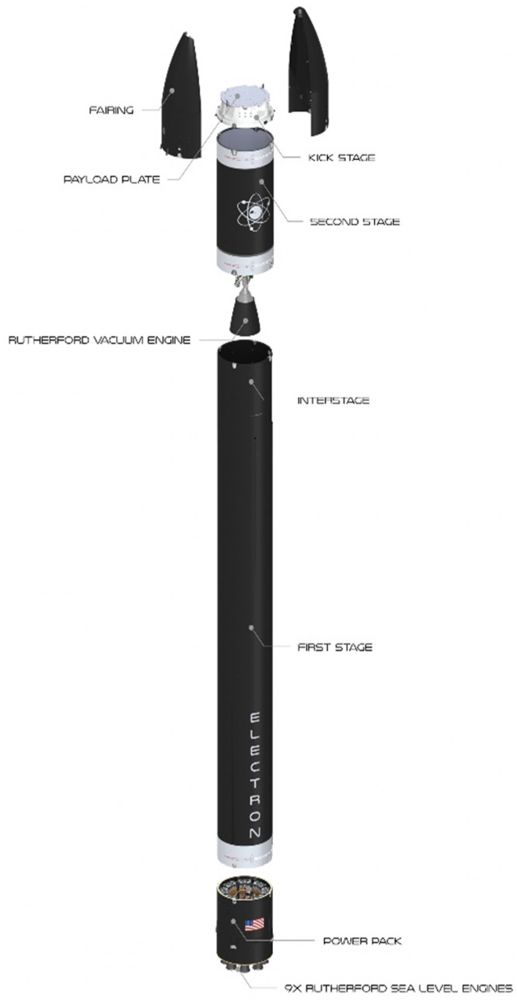 FAIRING
KICK STAGE
PAYLOAD PLATE
SECOND STAGE
RUTHERFORD VACUUM ENGINE
INTERSTAGE
FIRST STAGE
ELECTRON
POWER PACK
9X RUTHERFORD SEA LEVEL ENGINES